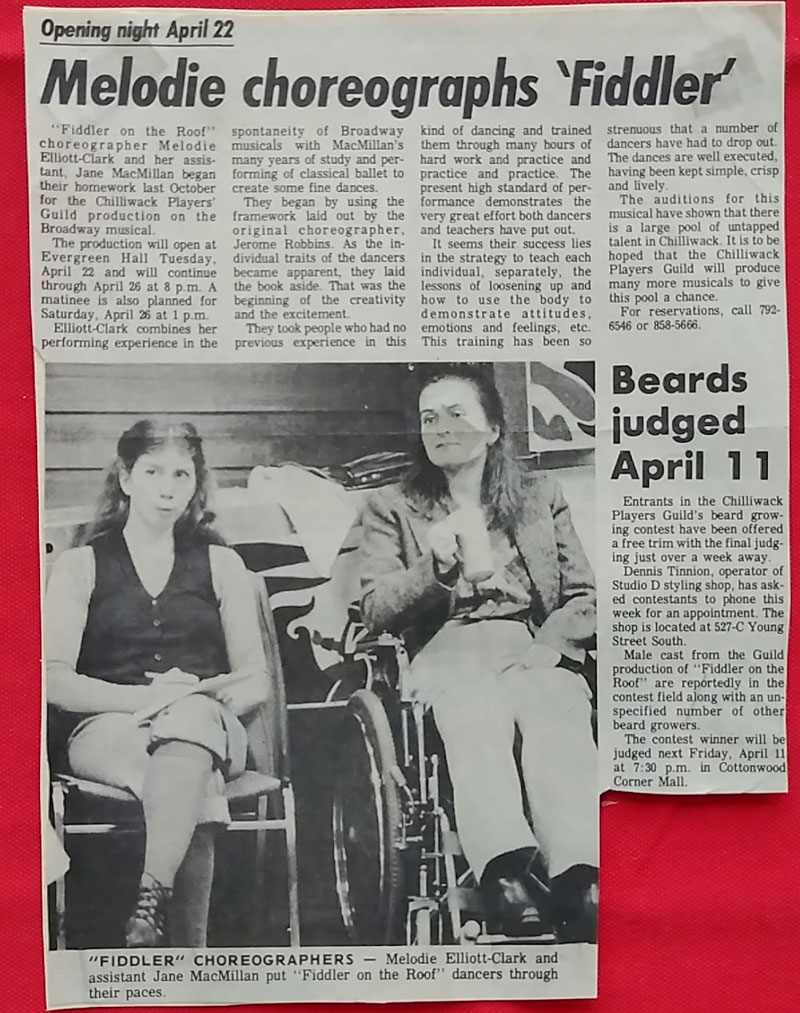 Opening night April 22
Melodie choreographs 'Fiddler'
"Fiddler on the Roof"
choreographer Melodie
Elliott-Clark and her assis-
tant, Jane MacMillan began
their homework last October
for the Chilliwack Players'
Guild production on the
Broadway musical.
The production will open at
Evergreen Hall Tuesday,
April 22 and will continue
through April 26 at 8 p.m. A
matinee is also planned for
Saturday, April 26 at 1 p.m.
Elliott-Clark combines her
performing experience in the
spontaneity of Broadway
musicals with MacMillan's
many years of study and per-
forming of classical ballet to
create some fine dances.
They began by using the
framework laid out by the
original choreographer,
Jerome Robbins. As the in-
dividual traits of the dancers
became apparent, they laid
the book aside. That was the
beginning of the creativity
and the excitement.
They took people who had no
previous experience in this
kind of dancing and trained
them through many hours of
hard work and practice and
practice and practice. The
present high standard of per-
formance demonstrates the
very great effort both dancers
and teachers have put out.
It seems their success lies
in the strategy to teach each
individual, separately, the
lessons of loosening up and
how to use the body to
demonstrate attitudes,
emotions and feelings, etc.
This training has been so
strenuous that a number of
dancers have had to drop out.
The dances are well executed,
having been kept simple, crisp
and lively.
The auditions for this
musical have shown that there
is a large pool of untapped
talent in Chilliwack. It is to be
hoped that the Chilliwack
Players Guild will produce
many more musicals to give
this pool a chance.
For reservations, call 792-
6546 or 858-5666.
Beards
judged
April 11
Entrants in the Chilliwack
Players Guild's beard grow-
ing contest have been offered
a free trim with the final judg-
ing just over a week away.
Dennis Tinnion, operator of
Studio D styling shop, has ask-
ed contestants to phone this
week for an appointment. The
shop is located at 527-C Young
Street South.
Male cast from the Guild
production of "Fiddler on the
Roof" are reportedly in the
contest field along with an un-
specified number of other
beard growers.
The contest winner will be
judged next Friday, April 11
at 7:30 p.m. in Cottonwood
Corner Mall.
"FIDDLER" CHOREOGRAPHERS — Melodie Elliott-Clark and
assistant Jane MacMillan put "Fiddler on the Roof" dancers through
their paces.